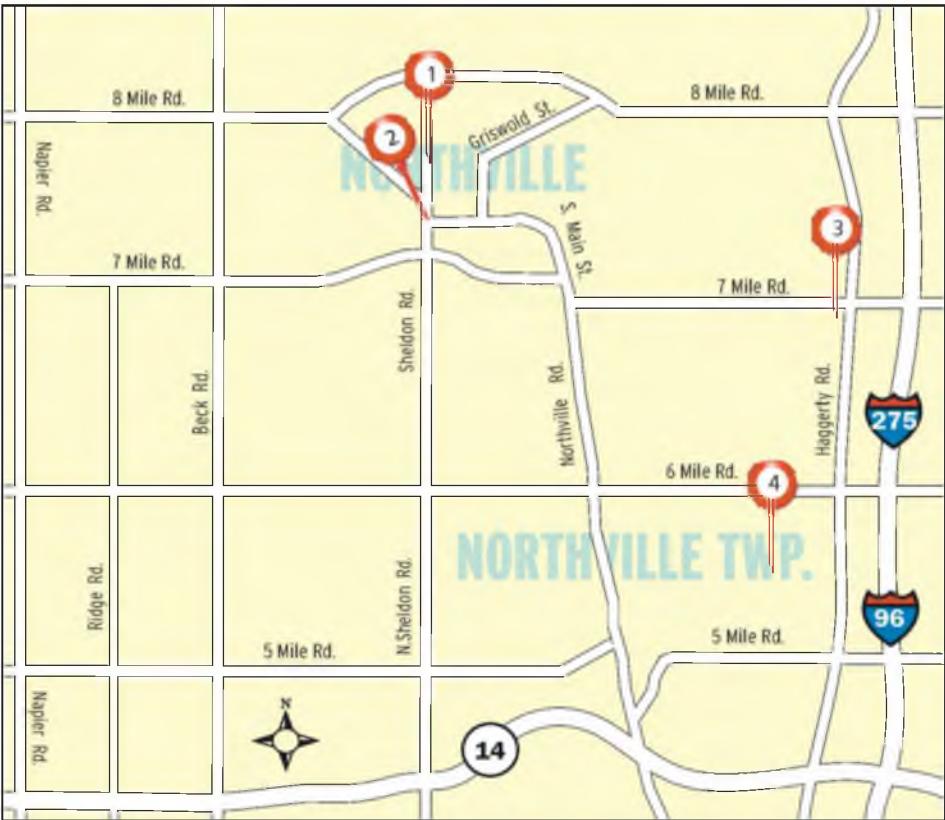 1
8 Mile Rd.
8 Mile Rd.
2
Griswold St.
NORTHVILLE
Napier Rd.
S. Main St.
3
7 Mile Rd.
7 Mile Rd.
Sheldon Rd.
Beck Rd.
Northville Rd.
Haggerty Rd.
275
6 Mile Rd.
4
NORTHVILLE TWP.
Ridge Rd.
N.Sheldon Rd.
96
5 Mile Rd.
5 Mile Rd.
Napier Rd.
N
14